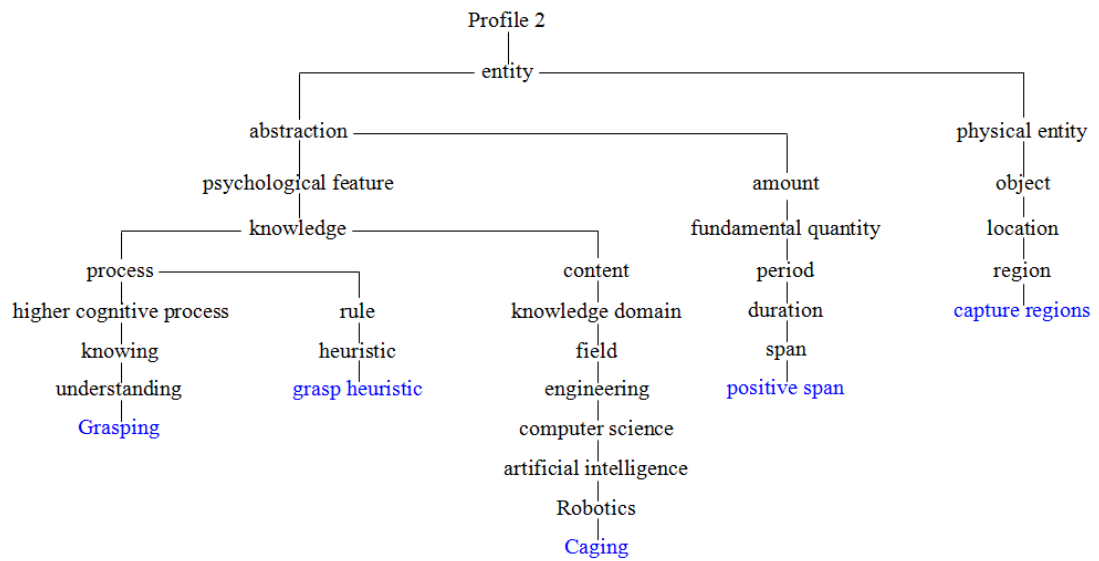 Profile 2
entity
abstraction physical entity
psychological feature amount object
knowledge fundamental quantity location
process content period region
higher cognitive process rule knowledge domain duration capture regions
knowing heuristic field span
understanding grasp heuristic engineering positive span
Grasping computer science
artificial intelligence
Robotics
Caging